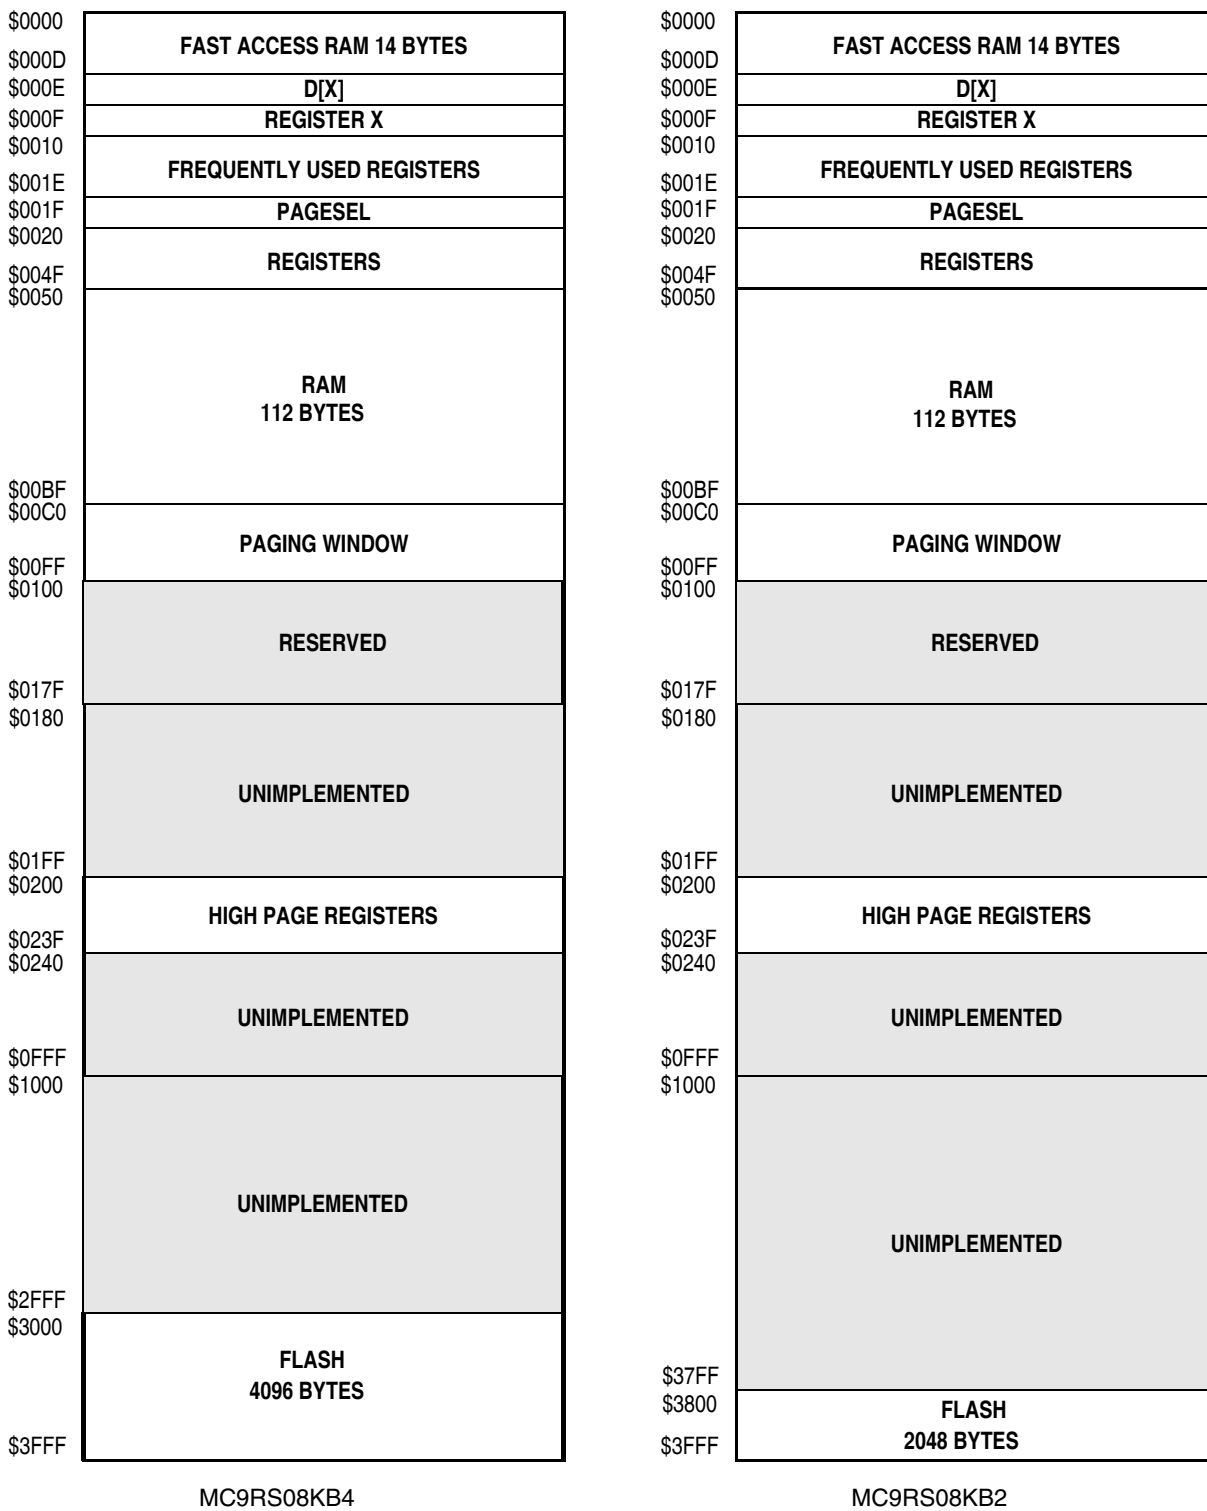 $0000
FAST ACCESS RAM 14 BYTES
$000D
$000E
D[X]
$000F
REGISTER X
$0010
FREQUENTLY USED REGISTERS
$001E
$001F
PAGESEL
$0020
REGISTERS
$004F
$0050
RAM
112 BYTES
$00BF
$00C0
PAGING WINDOW
$00FF
$0100
RESERVED
$017F
$0180
UNIMPLEMENTED
$01FF
$0200
HIGH PAGE REGISTERS
$023F
$0240
UNIMPLEMENTED
$0FFF
$1000
UNIMPLEMENTED
$2FFF
$3000
FLASH
4096 BYTES
$3FFF
MC9RS08KB4
$0000
FAST ACCESS RAM 14 BYTES
$000D
$000E
D[X]
$000F
REGISTER X
$0010
FREQUENTLY USED REGISTERS
$001E
$001F
PAGESEL
$0020
REGISTERS
$004F
$0050
RAM
112 BYTES
$00BF
$00C0
PAGING WINDOW
$00FF
$0100
RESERVED
$017F
$0180
UNIMPLEMENTED
$01FF
$0200
HIGH PAGE REGISTERS
$023F
$0240
UNIMPLEMENTED
$0FFF
$1000
UNIMPLEMENTED
$37FF
$3800
FLASH
2048 BYTES
$3FFF
MC9RS08KB2